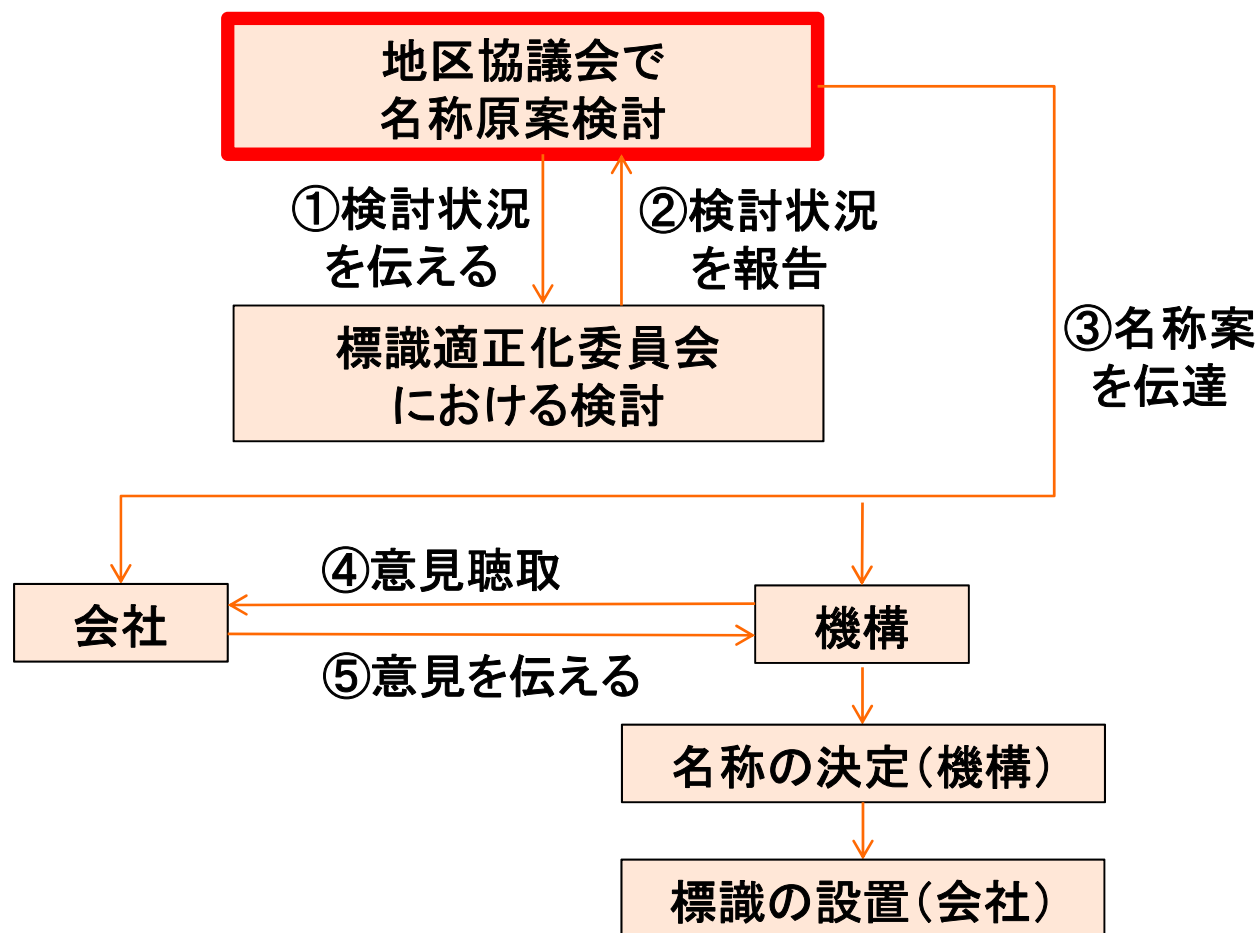 地区協議会で
名称原案検討
①検討状況
を伝える
②検討状況
を報告
標識適正化委員会
における検討
③名称案
を伝達
④意見聴取
会社
機構
⑤意見を伝える
名称の決定(機構)
標識の設置(会社)